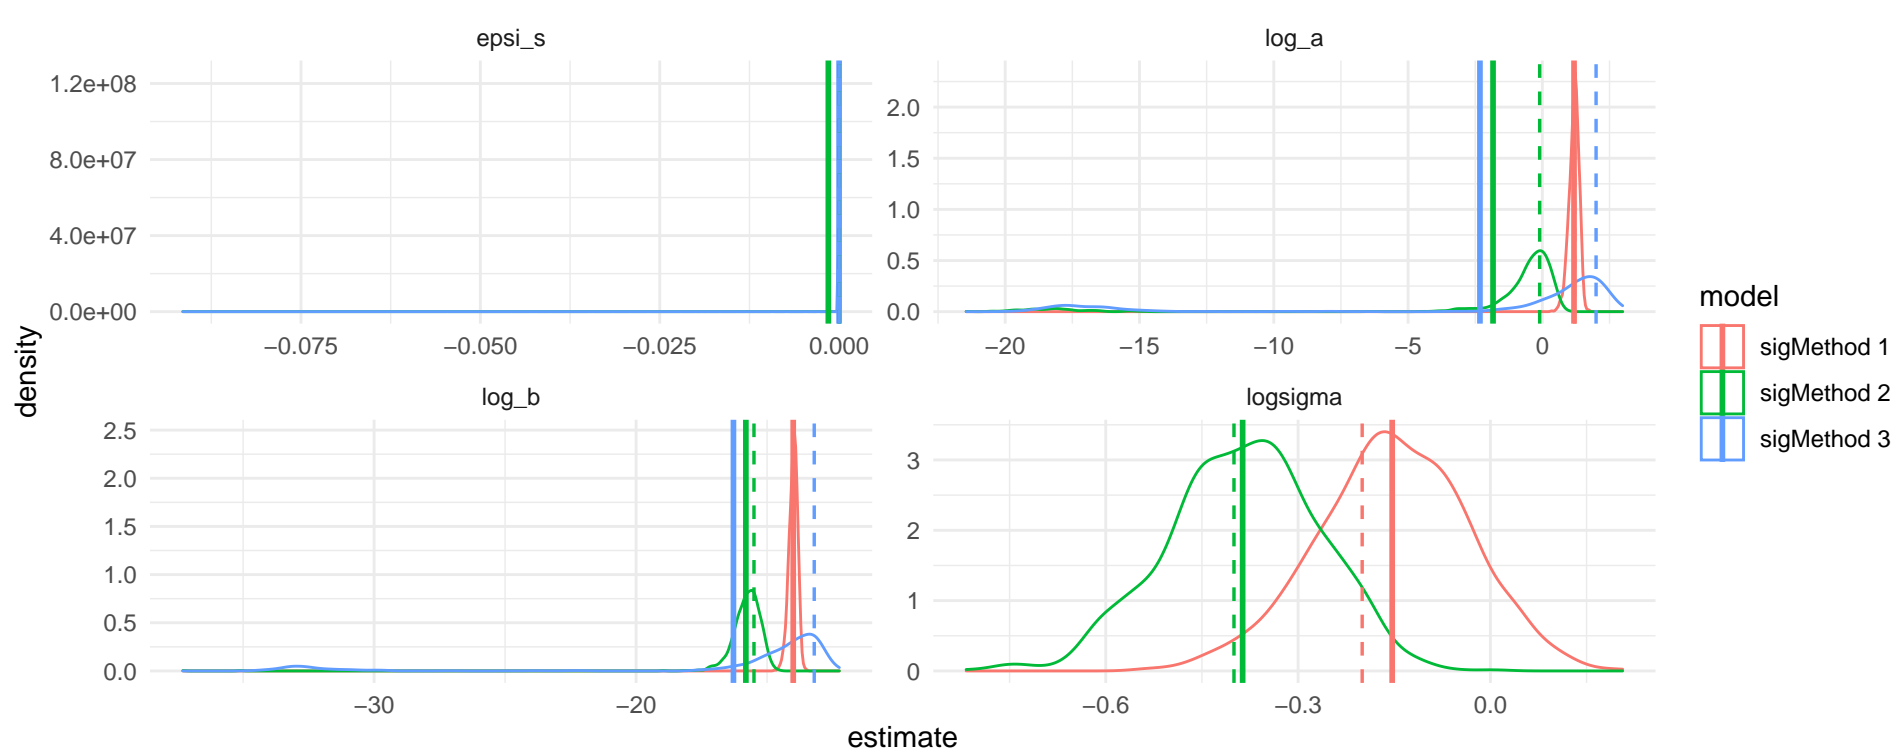 epsi_s
log_a
1.2e+08
8.0e+07
4.0e+07
0.0e+00
2.0
1.5
1.0
0.5
0.0
−0.075 −0.050 −0.025 0.000
−20 −15 −10 −5 0
log_b
logsigma
2.5
2.0
1.5
1.0
0.5
0.0
3
2
1
0
−30 −20
−0.6 −0.3 0.0
density
estimate
model
sigMethod 1
sigMethod 2
sigMethod 3